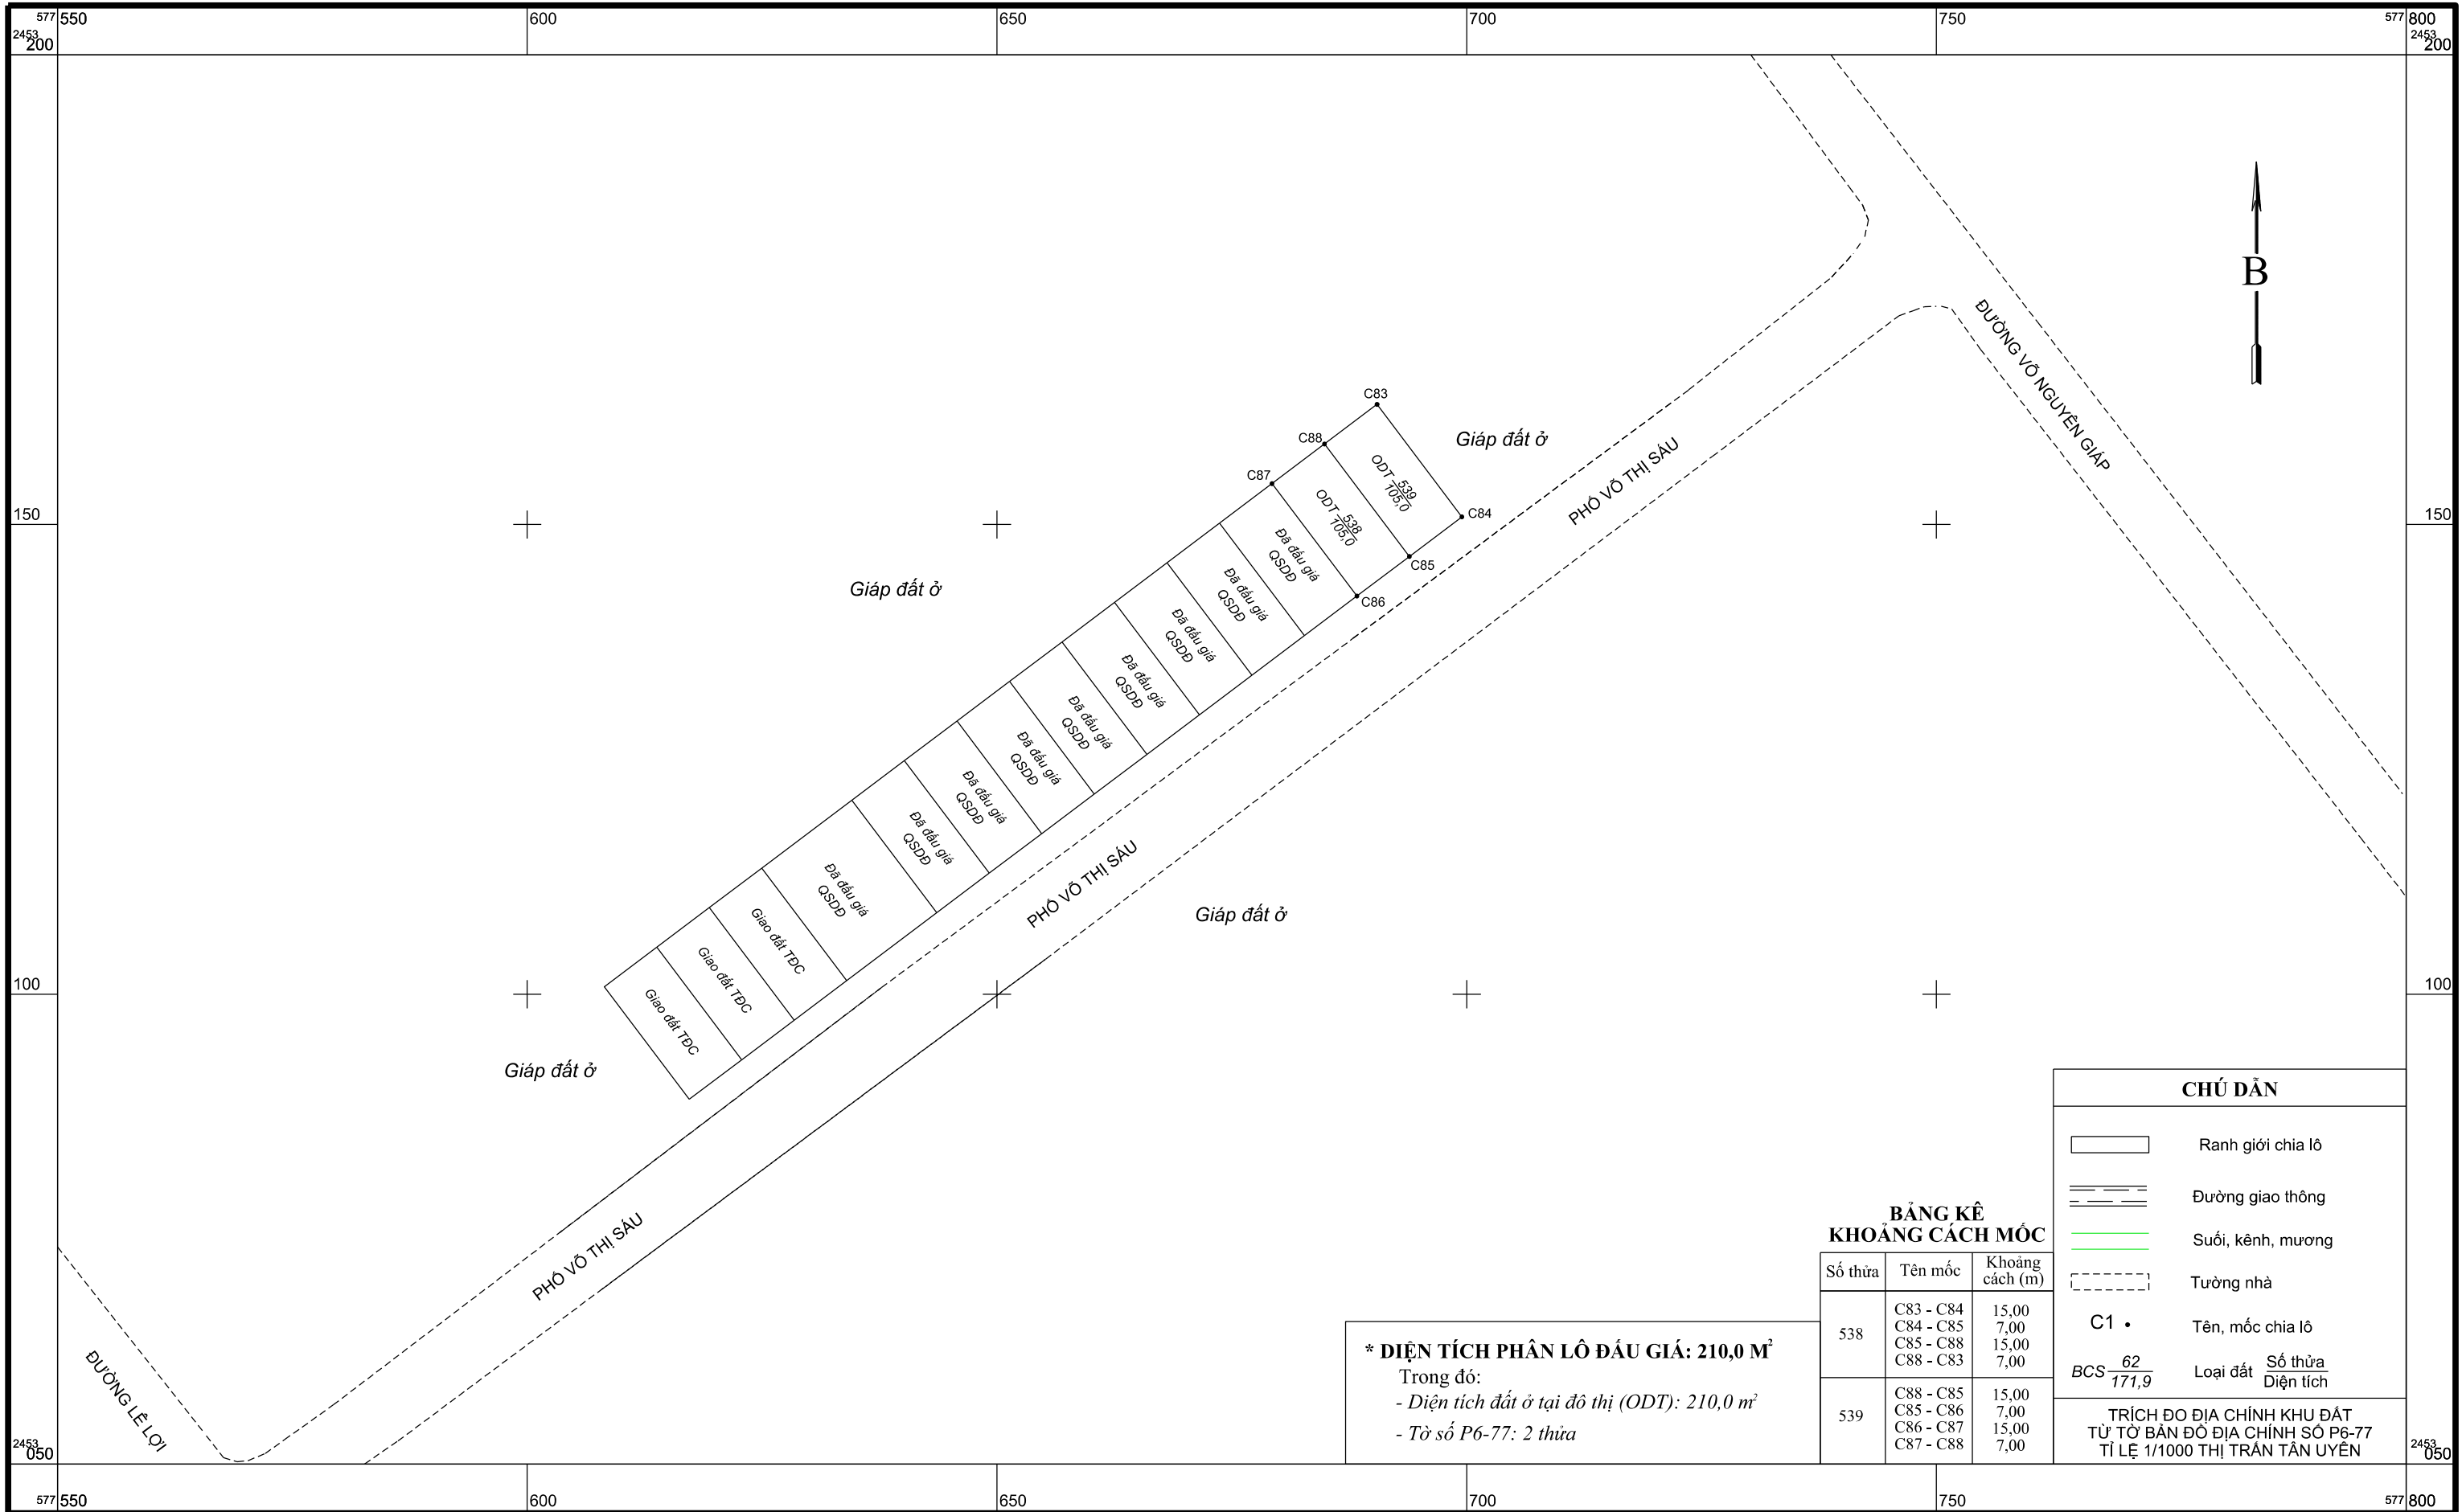 577 550
600
650
700
750
577 800
2453
200
2453
200
B
ĐƯỜNG VÕ NGUYÊN GIÁP
C83
C88
Giáp đất ở
C87
ODT 539
105,0
PHỐ VÕ THỊ SÁU
ODT 538
105,0
C84
150
150
Đã đấu giá
QSDĐ
C85
Giáp đất ở
Đã đấu giá
QSDĐ
C86
Đã đấu giá
QSDĐ
Đã đấu giá
QSDĐ
Đã đấu giá
QSDĐ
Đã đấu giá
QSDĐ
Đã đấu giá
QSDĐ
Đã đấu giá
QSDĐ
Đã đấu giá
QSDĐ
PHỐ VÕ THỊ SÁU
Giáp đất ở
Giao đất TĐC
Giao đất TĐC
Giao đất TĐC
100
100
Giáp đất ở
PHỐ VÕ THỊ SÁU
ĐƯỜNG LÊ LỢI
* DIỆN TÍCH PHÂN LÔ ĐẤU GIÁ: 210,0 M²
Trong đó:
- Diện tích đất ở tại đô thị (ODT): 210,0 m²
- Tờ số P6-77: 2 thửa
BẢNG KÊ
KHOẢNG CÁCH MỐC
Số thửa Tên mốc Khoảng cách (m)
538
C83 - C84 15,00
C84 - C85 7,00
C85 - C88 15,00
C88 - C83 7,00
539
C88 - C85 15,00
C85 - C86 7,00
C86 - C87 15,00
C87 - C88 7,00
CHÚ DẪN
Ranh giới chia lô
Đường giao thông
Suối, kênh, mương
Tường nhà
C1 Tên, mốc chia lô
BCS 62
171,9
Loại đất Số thửa
Diện tích
TRÍCH ĐO ĐỊA CHÍNH KHU ĐẤT
TỪ TỜ BẢN ĐỒ ĐỊA CHÍNH SỐ P6-77
TỈ LỆ 1/1000 THỊ TRẤN TÂN UYÊN
2453
050
2453
050
577 550
600
650
700
750
577 800